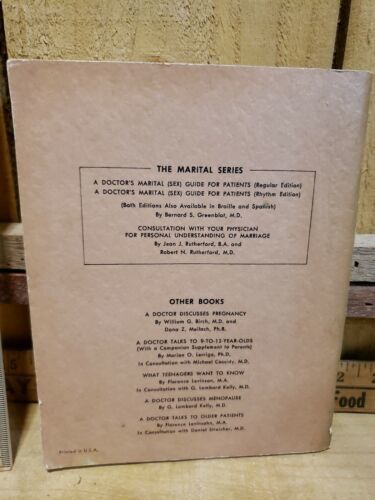 THE MARITAL SERIES
A DOCTOR'S MARITAL (SEX) GUIDE FOR PATIENTS (Regular Edition)
A DOCTOR'S MARITAL (SEX) GUIDE FOR PATIENTS (Rhythm Edition)
(Both Editions Also Available in Braille and Spanish)
By Bernard S. Greenblat, M.D.
CONSULTATION WITH YOUR PHYSICIAN
FOR PERSONAL UNDERSTANDING OF MARRIAGE
By Jean J. Rutherford, B.A. and
Robert N. Rutherford, M.D.
OTHER BOOKS
A DOCTOR DISCUSSES PREGNANCY
By William G. Birch, M.D. and
Dona Z. Meilach, Ph.B.
A DOCTOR TALKS TO 9-TO-12-YEAR-OLDS
(With a Companion Supplement to Parents)
By Marion O. Lerrigo, Ph.D.
In Consultation with Michael Cassidy, M.D.
WHAT TEENAGERS WANT TO KNOW
By Florence Levinsohn, M.A.
In Consultation with G. Lombard Kelly, M.D.
A DOCTOR DISCUSSES MENOPAUSE
By G. Lombard Kelly, M.D.
A DOCTOR TALKS TO OLDER PATIENTS
By Florence Levinsohn, M.A.
In Consultation with Daniel Streicher, M.D.
Printed in U.S.A.
Food